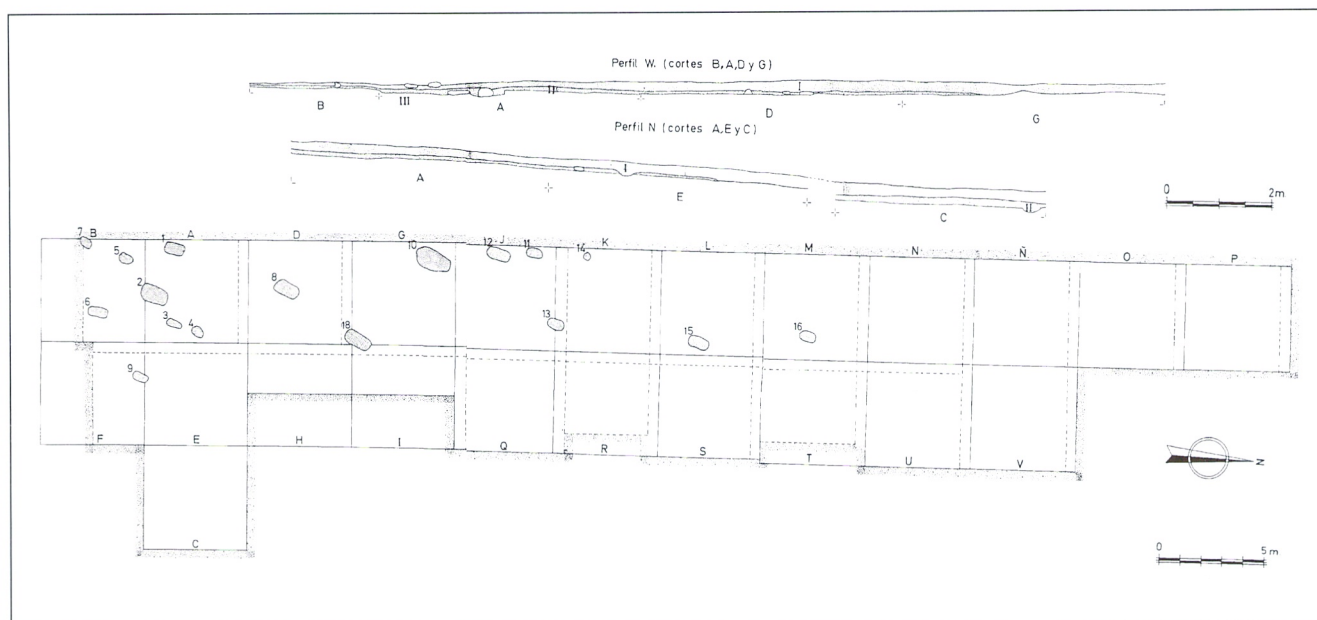 Perfil W. (cortes B, A, D y G)
I
B III A II D G
Perfil N (cortes A, E y C)
I
A E III C II
0 2m.
7 B 1 A D G 10 12 J 11 K 14 L M N Ñ O P
5
2 8
6 3 4 18 13 15 16
9
F E H I Q R S T U V
N
C
0 5 m